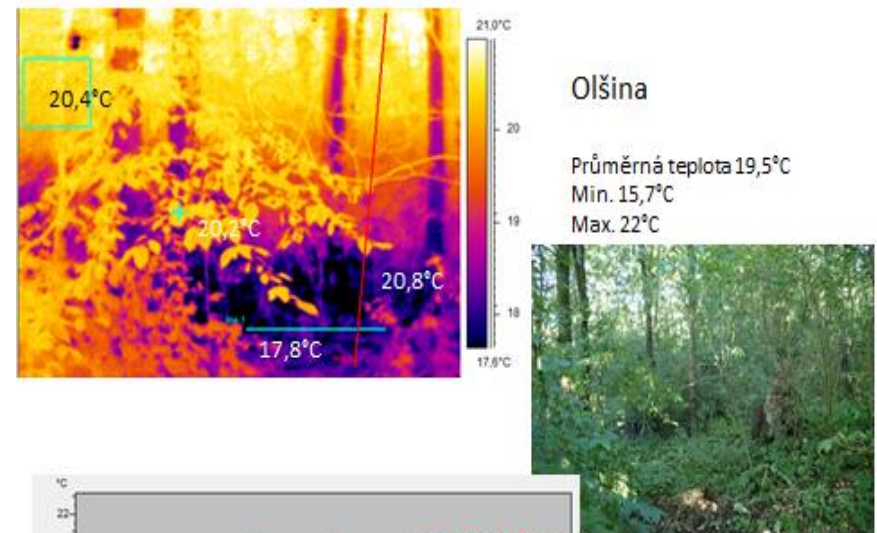 21,0°C
20,4°C
20
Olšina
Průměrná teplota 19,5°C
Min. 15,7°C
Max. 22°C
20,2°C
19
20,8°C
18
17,8°C
17,6°C
°C
22